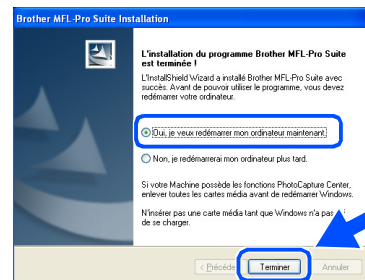 Brother MFL-Pro Suite Installation
L'installation du programme Brother MFL-Pro Suite
est terminée !
L'InstallShield Wizard a installé Brother MFL-Pro Suite avec
succès. Avant de pouvoir utiliser le programme, vous devez
redémarrer votre ordinateur.
Oui, je veux redémarrer mon ordinateur maintenant.
Non, je redémarrerai mon ordinateur plus tard.
Si votre Machine possède les fonctions PhotoCapture Center,
enlever toutes les cartes média avant de redémarrer Windows.
N'insérer pas une carte média tant que Windows n'a pas
de se charger.
< Précéde Terminer Annuler